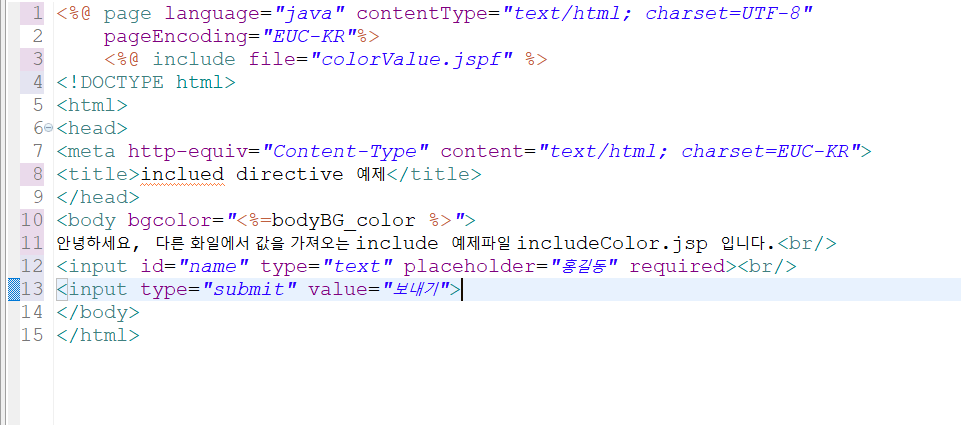 1 <%@ page language="java" contentType="text/html; charset=UTF-8"
2 pageEncoding="EUC-KR"%>
3 <%@ include file="colorValue.jspf" %>
4 <!DOCTYPE html>
5 <html>
6 <head>
7 <meta http-equiv="Content-Type" content="text/html; charset=EUC-KR">
8 <title>inclued directive 예제</title>
9 </head>
10 <body bgcolor="<%=bodyBG_color %>">
11 안녕하세요, 다른 화일에서 값을 가져오는 include 예제파일 includeColor.jsp 입니다.<br/>
12 <input id="name" type="text" placeholder="홍길동" required><br/>
13 <input type="submit" value="보내기">
14 </body>
15 </html>